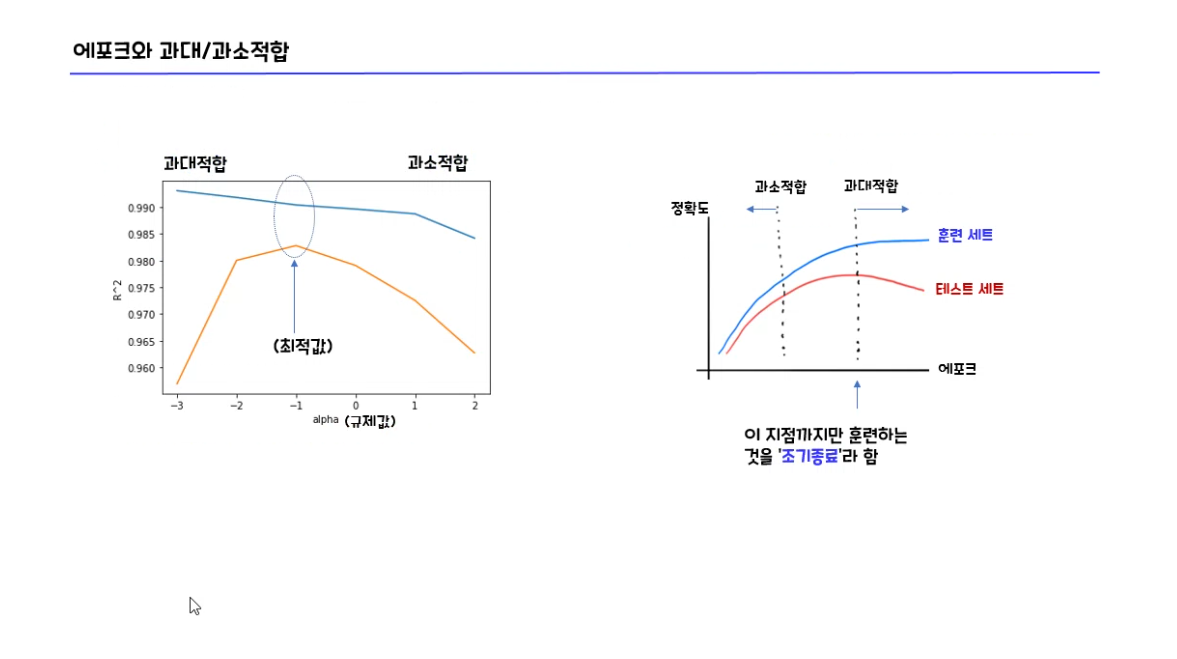 에포크와 과대/과소적합
과대적합
과소적합
0.990
0.985
0.980
0.975
0.970
0.965
0.960
R^2
(최적값)
−3
−2
−1
0
1
2
alpha (규제값)
과소적합
과대적합
정확도
훈련 세트
테스트 세트
에포크
이 지점까지만 훈련하는
것을 '조기종료'라 함